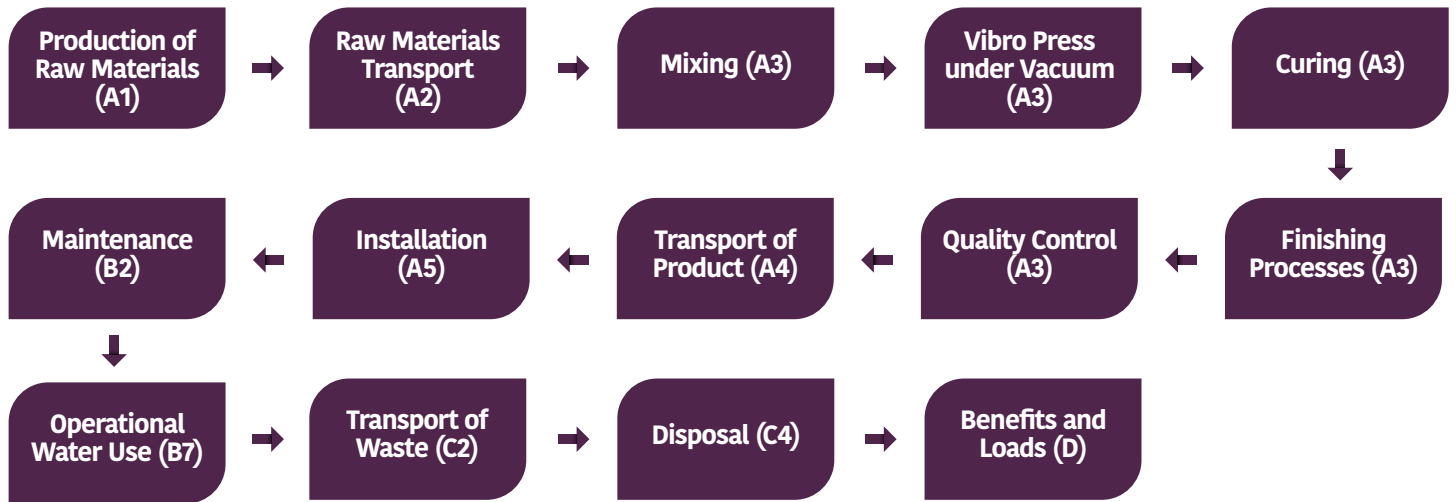 Production of
Raw Materials
(A1)
Raw Materials
Transport
(A2)
Mixing (A3)
Vibro Press
under Vacuum
(A3)
Curing (A3)
Finishing
Processes (A3)
Quality Control
(A3)
Transport of
Product (A4)
Installation
(A5)
Maintenance
(B2)
Operational
Water Use (B7)
Transport of
Waste (C2)
Disposal (C4)
Benefits and
Loads (D)